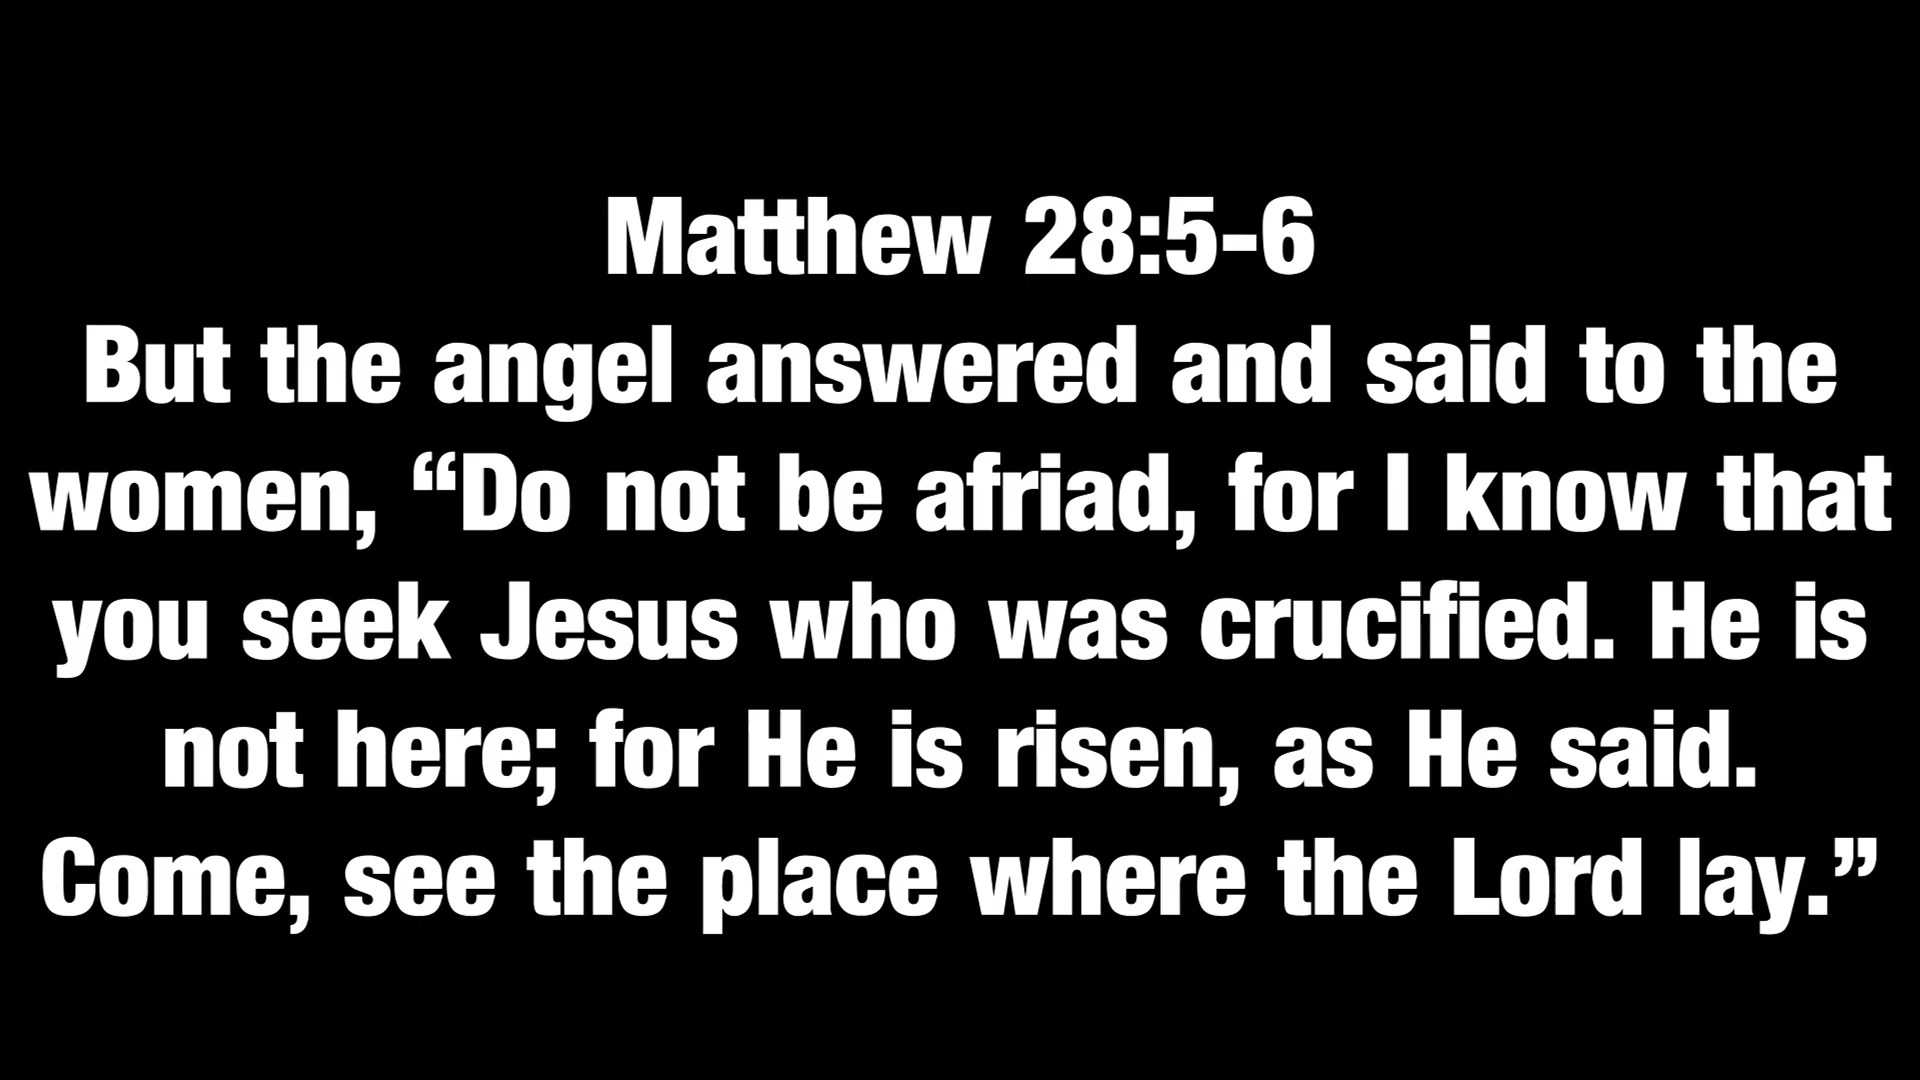 Matthew 28:5-6
But the angel answered and said to the
women, “Do not be afriad, for I know that
you seek Jesus who was crucified. He is
not here; for He is risen, as He said.
Come, see the place where the Lord lay.”